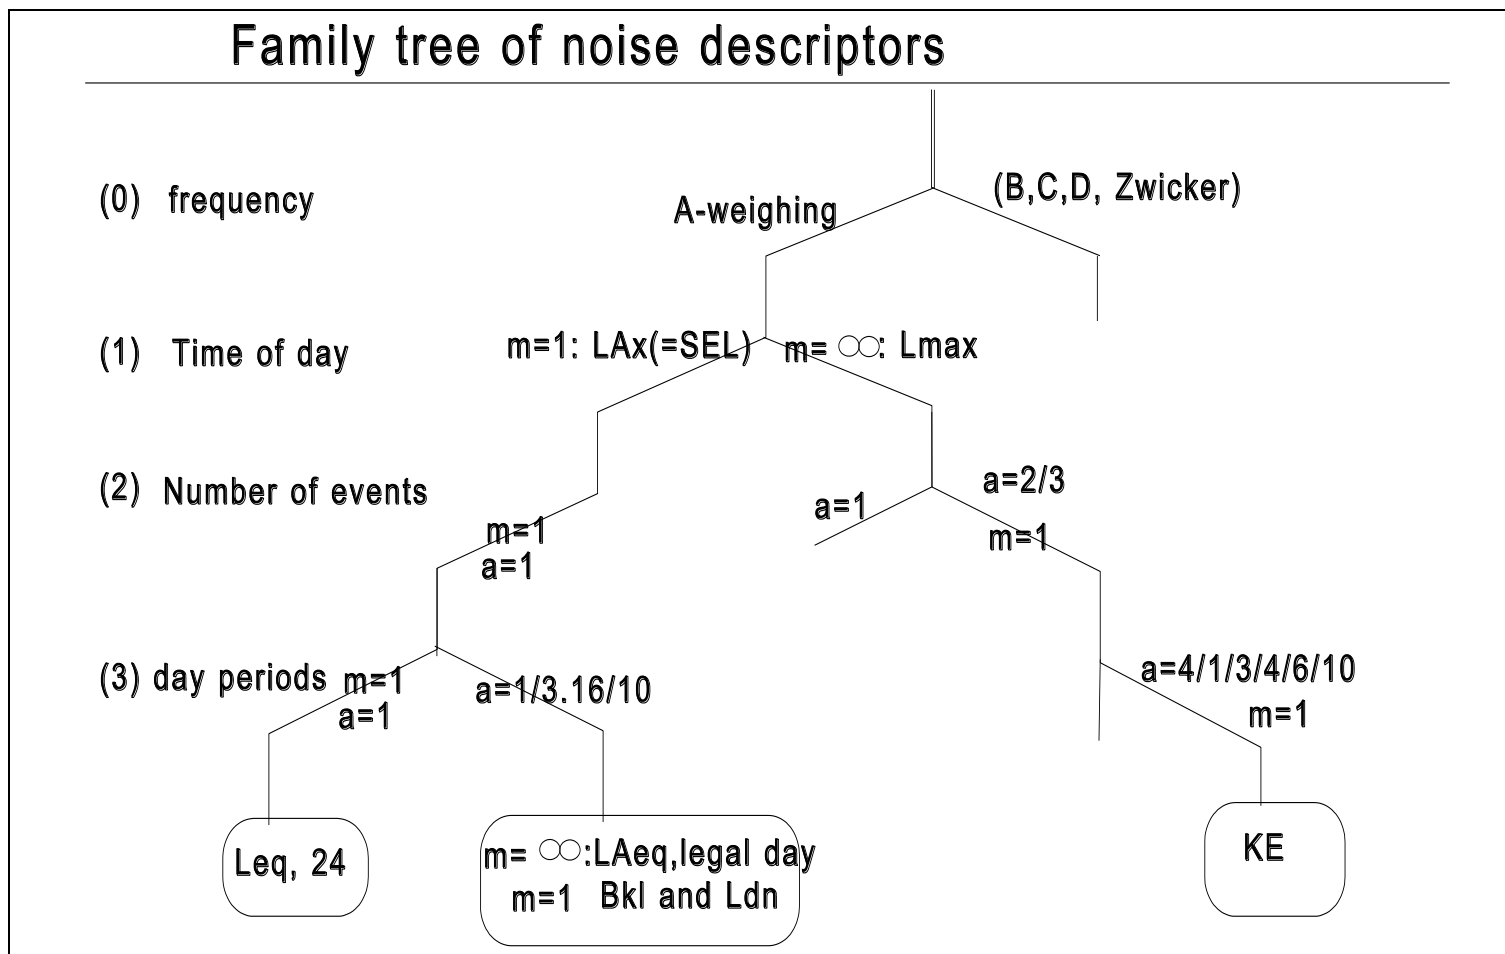 Family tree of noise descriptors
(0) frequency
A-weighing
(B,C,D, Zwicker)
(1) Time of day
m=1: LAx(=SEL)
m= ∞: Lmax
(2) Number of events
m=1
a=1
a=1
a=2/3
m=1
(3) day periods
m=1
a=1
a=1/3.16/10
a=4/1/3/4/6/10
m=1
Leq, 24
m= ∞:LAeq,legal day
m=1 Bkl and Ldn
KE